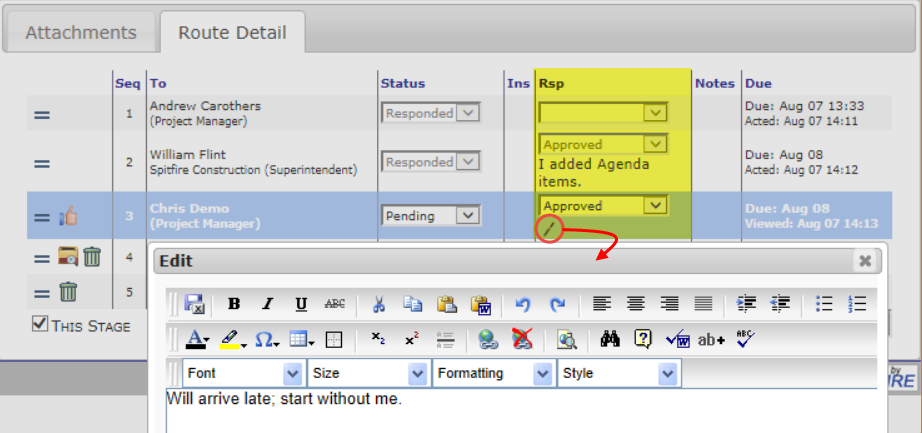 Attachments Route Detail
Seq To Status Ins Rsp Notes Due
1 Andrew Carothers Responded Due: Aug 07 13:33
(Project Manager) Acted: Aug 07 14:11
2 William Flint Responded Approved Due: Aug 08
Spitfire Construction (Superintendent) I added Agenda Acted: Aug 07 14:12
items.
3 Chris Demo Pending Approved Due: Aug 08
(Project Manager) Viewed: Aug 07 14:13
4
Edit
5
B I U ABC
THIS STAGE
A Ω x2 x2 ? W ab+ ABC
Font Size Formatting Style
by
Will arrive late; start without me.